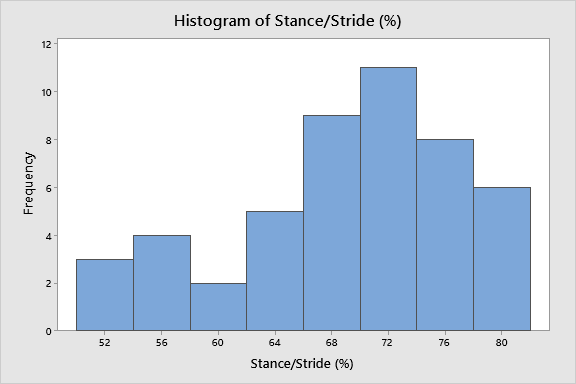 Histogram of Stance/Stride (%)
12
10
8
6
4
2
0
Frequency
52 56 60 64 68 72 76 80
Stance/Stride (%)